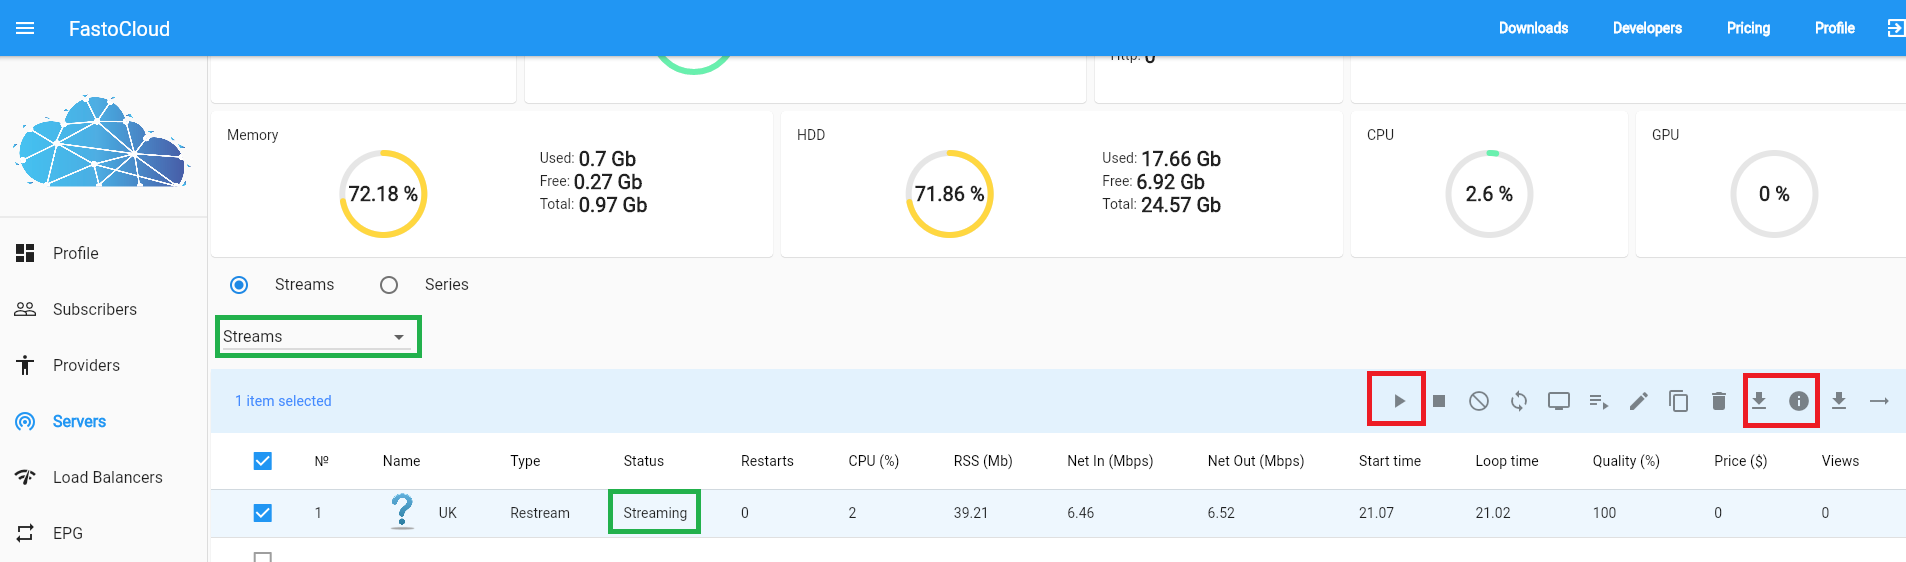 FastoCloud
Downloads Developers Pricing Profile
Http: 0
Memory
72.18 %
Used: 0.7 Gb
Free: 0.27 Gb
Total: 0.97 Gb
HDD
71.86 %
Used: 17.66 Gb
Free: 6.92 Gb
Total: 24.57 Gb
CPU
2.6 %
GPU
0 %
Profile
Subscribers
Providers
Servers
Load Balancers
EPG
Streams Series
Streams
1 item selected
№ Name Type Status Restarts CPU (%) RSS (Mb) Net In (Mbps) Net Out (Mbps) Start time Loop time Quality (%) Price ($) Views
1 ? UK Restream Streaming 0 2 39.21 6.46 6.52 21.07 21.02 100 0 0